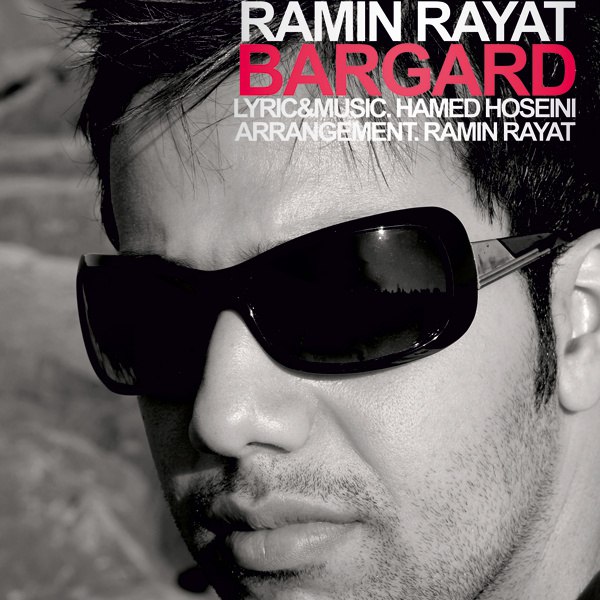 RAMIN RAYAT
BARGARD
LYRIC&MUSIC. HAMED HOSEINI
ARRANGEMENT. RAMIN RAYAT